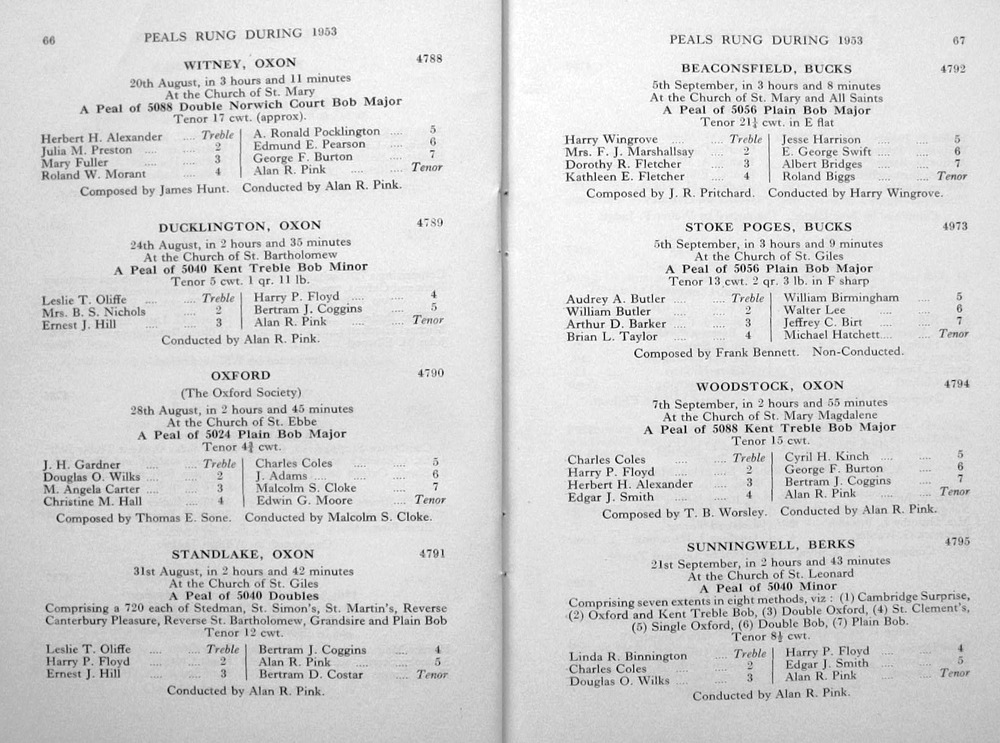 66 PEALS RUNG DURING 1953
WITNEY, OXON 4788
20th August, in 3 hours and 11 minutes
At the Church of St. Mary
A Peal of 5088 Double Norwich Court Bob Major
Tenor 17 cwt. (approx).
Herbert H. Alexander .... Treble | A. Ronald Pocklington .... 5
Julia M. Preston .... .... 2 | Edmund E. Pearson .... 6
Mary Fuller .... .... 3 | George F. Burton .... 7
Roland W. Morant .... 4 | Alan R. Pink .... .... Tenor
Composed by James Hunt. Conducted by Alan R. Pink.
DUCKLINGTON, OXON 4789
24th August, in 2 hours and 35 minutes
At the Church of St. Bartholomew
A Peal of 5040 Kent Treble Bob Minor
Tenor 5 cwt. 1 qr. 11 lb.
Leslie T. Oliffe .... .... Treble | Harry P. Floyd .... .... 4
Mrs. B. S. Nichols .... 2 | Bertram J. Coggins .... 5
Ernest J. Hill .... .... 3 | Alan R. Pink .... .... Tenor
Conducted by Alan R. Pink.
OXFORD 4790
(The Oxford Society)
28th August, in 2 hours and 45 minutes
At the Church of St. Ebbe
A Peal of 5024 Plain Bob Major
Tenor 4¾ cwt.
J. H. Gardner .... .... Treble | Charles Coles .... .... 5
Douglas O. Wilks .... .... 2 | J. Adams .... .... .... 6
M. Angela Carter .... .... 3 | Malcolm S. Cloke .... 7
Christine M. Hall .... .... 4 | Edwin G. Moore .... Tenor
Composed by Thomas E. Sone. Conducted by Malcolm S. Cloke.
STANDLAKE, OXON 4791
31st August, in 2 hours and 42 minutes
At the Church of St. Giles
A Peal of 5040 Doubles
Comprising a 720 each of Stedman, St. Simon's, St. Martin's, Reverse
Canterbury Pleasure, Reverse St. Bartholomew, Grandsire and Plain Bob
Tenor 12 cwt.
Leslie T. Oliffe .... .... Treble | Bertram J. Coggins .... 4
Harry P. Floyd .... .... 2 | Alan R. Pink .... .... 5
Ernest J. Hill .... .... 3 | Bertram D. Costar .... Tenor
Conducted by Alan R. Pink.
PEALS RUNG DURING 1953 67
BEACONSFIELD, BUCKS 4792
5th September, in 3 hours and 8 minutes
At the Church of St. Mary and All Saints
A Peal of 5056 Plain Bob Major
Tenor 21¼ cwt. in E flat
Harry Wingrove .... .... Treble | Jesse Harrison .... .... 5
Mrs. F. J. Marshallsay .... 2 | E. George Swift .... .... 6
Dorothy R. Fletcher .... 3 | Albert Bridges .... .... 7
Kathleen E. Fletcher .... 4 | Roland Biggs .... .... Tenor
Composed by J. R. Pritchard. Conducted by Harry Wingrove.
STOKE POGES, BUCKS 4973
5th September, in 3 hours and 9 minutes
At the Church of St. Giles
A Peal of 5056 Plain Bob Major
Tenor 13 cwt. 2 qr. 3 lb. in F sharp
Audrey A. Butler .... .... Treble | William Birmingham .... 5
William Butler .... .... 2 | Walter Lee .... .... 6
Arthur D. Barker .... .... 3 | Jeffrey C. Birt .... .... 7
Brian L. Taylor .... .... 4 | Michael Hatchett.... .... Tenor
Composed by Frank Bennett. Non-Conducted.
WOODSTOCK, OXON 4794
7th September, in 2 hours and 55 minutes
At the Church of St. Mary Magdalene
A Peal of 5088 Kent Treble Bob Major
Tenor 15 cwt.
Charles Coles .... .... Treble | Cyril H. Kinch .... .... 5
Harry P. Floyd .... .... 2 | George F. Burton .... 6
Herbert H. Alexander .... 3 | Bertram J. Coggins .... 7
Edgar J. Smith .... .... 4 | Alan R. Pink .... .... Tenor
Composed by T. B. Worsley. Conducted by Alan R. Pink.
SUNNINGWELL, BERKS 4795
21st September, in 2 hours and 43 minutes
At the Church of St. Leonard
A Peal of 5040 Minor
Comprising seven extents in eight methods, viz : (1) Cambridge Surprise,
(2) Oxford and Kent Treble Bob, (3) Double Oxford, (4) St. Clement's,
(5) Single Oxford, (6) Double Bob, (7) Plain Bob.
Tenor 8½ cwt.
Linda R. Binnington .... Treble | Harry P. Floyd .... .... 4
Charles Coles .... .... 2 | Edgar J. Smith .... .... 5
Douglas O. Wilks .... .... 3 | Alan R. Pink .... .... Tenor
Conducted by Alan R. Pink.